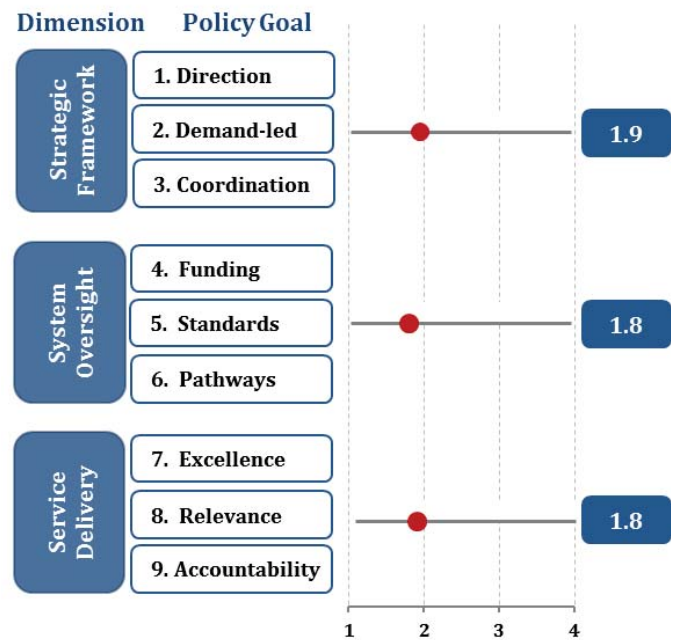 Dimension Policy Goal
Strategic
Framework
1. Direction
2. Demand-led
3. Coordination
1.9
System
Oversight
4. Funding
5. Standards
6. Pathways
1.8
Service
Delivery
7. Excellence
8. Relevance
9. Accountability
1.8
1 2 3 4